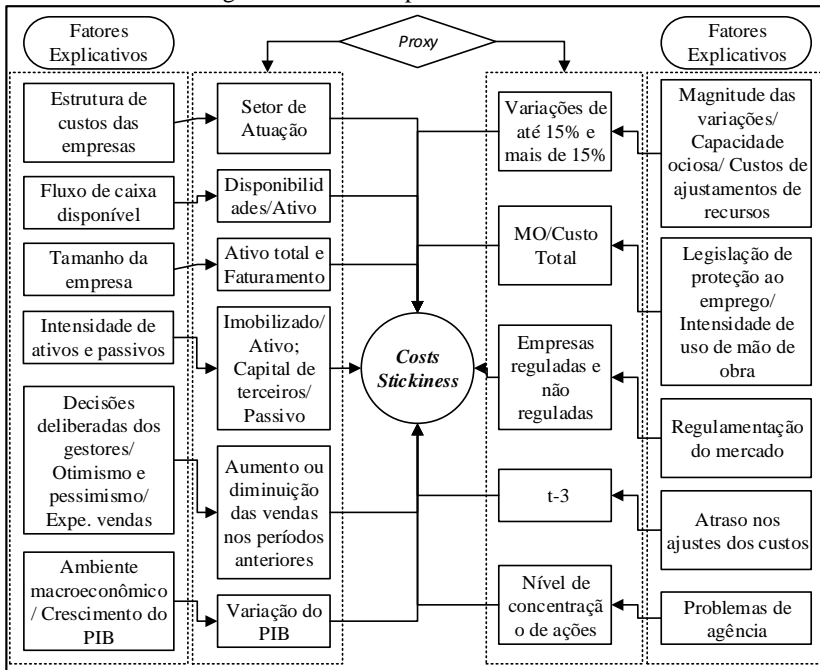 Fatores
Explicativos
Proxy
Fatores
Explicativos
Estrutura de
custos das
empresas
Fluxo de caixa
disponível
Tamanho da
empresa
Intensidade de
ativos e passivos
Decisões
deliberadas dos
gestores/
Otimismo e
pessimismo/
Expe. vendas
Ambiente
macroeconômico
/ Crescimento do
PIB
Setor de
Atuação
Disponibilid
ades/Ativo
Ativo total e
Faturamento
Imobilizado/
Ativo;
Capital de
terceiros/
Passivo
Aumento ou
diminuição
das vendas
nos períodos
anteriores
Variação do
PIB
Costs
Stickiness
Variações de
até 15% e
mais de 15%
MO/Custo
Total
Empresas
reguladas e
não
reguladas
t-3
Nível de
concentraçã
o de ações
Magnitude das
variações/
Capacidade
ociosa/ Custos de
ajustamentos de
recursos
Legislação de
proteção ao
emprego/
Intensidade de
uso de mão de
obra
Regulamentação
do mercado
Atraso nos
ajustes dos custos
Problemas de
agência